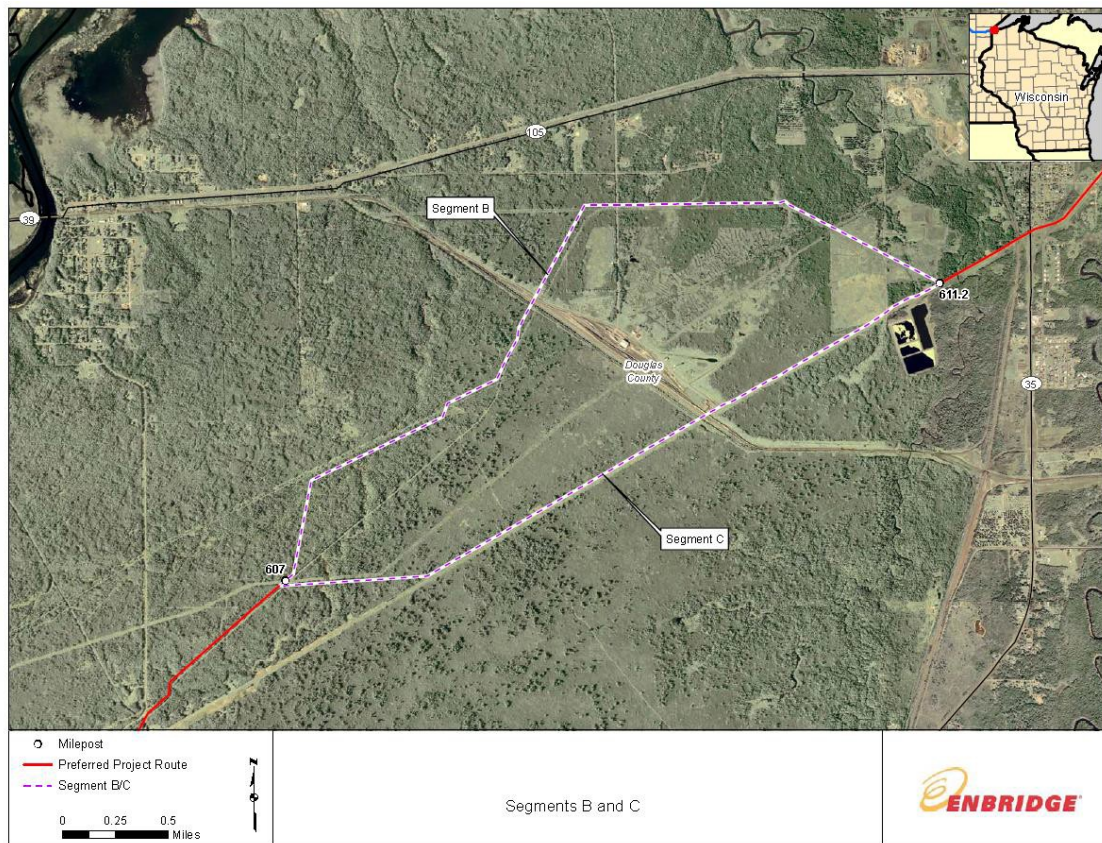 Wisconsin
105
39
Segment B
611.2
Douglas
County
35
Segment C
607
Milepost
Preferred Project Route
Segment B/C
N
0 0.25 0.5
Miles
Segments B and C
ENBRIDGE®